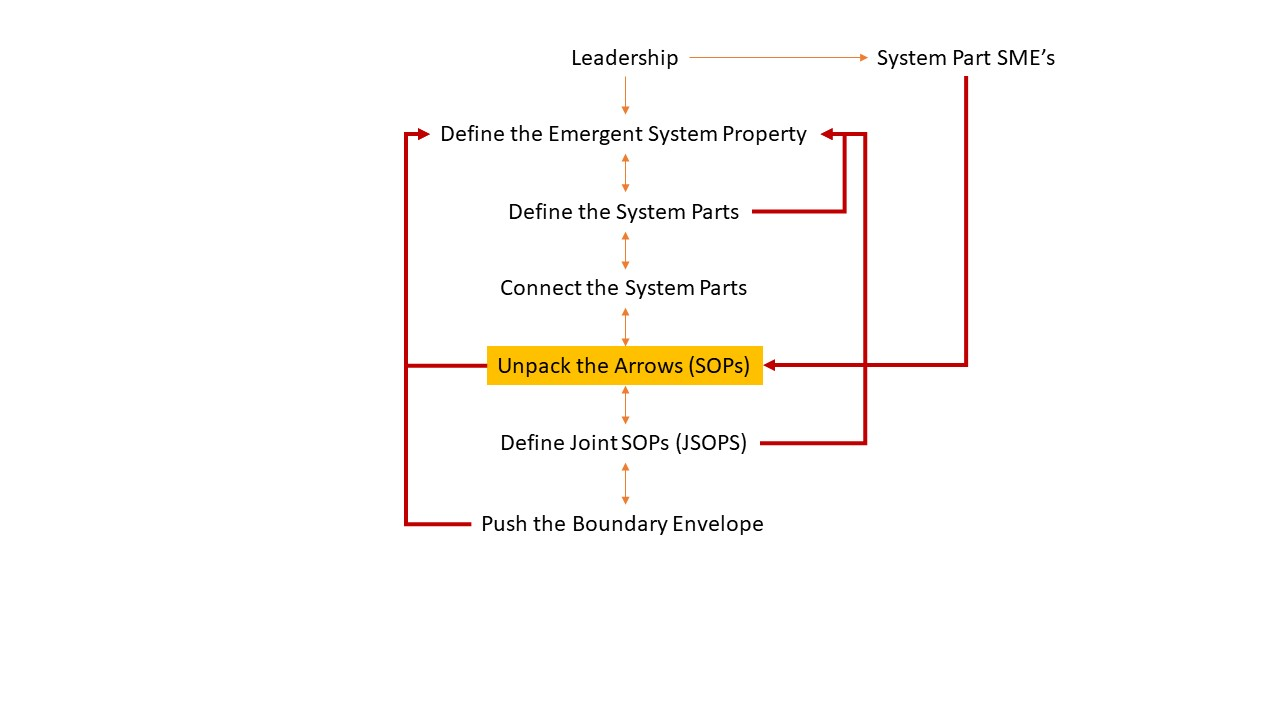 Leadership
System Part SME’s
Define the Emergent System Property
Define the System Parts
Connect the System Parts
Unpack the Arrows (SOPs)
Define Joint SOPs (JSOPS)
Push the Boundary Envelope